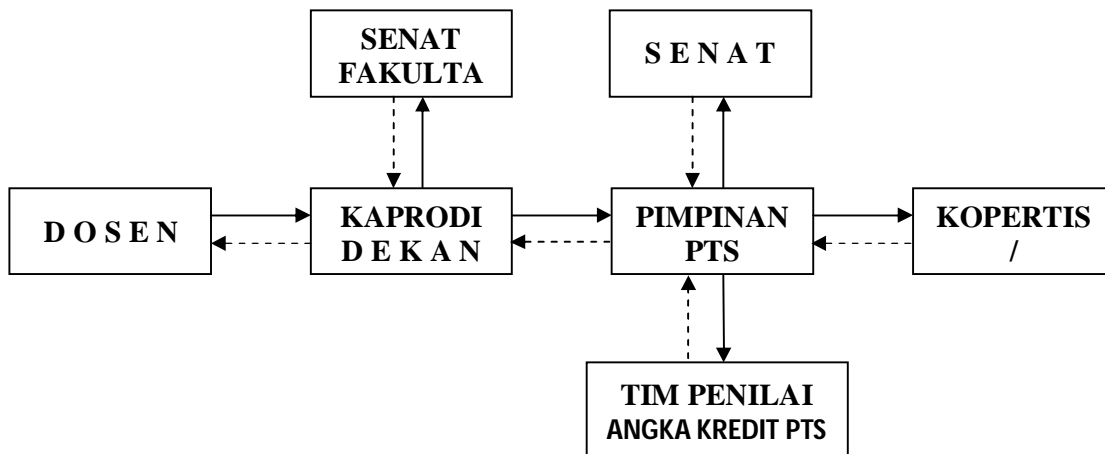 SENAT
FAKULTA
S E N A T
D O S E N
KAPRODI
D E K A N
PIMPINAN
PTS
KOPERTIS
/
TIM PENILAI
ANGKA KREDIT PTS